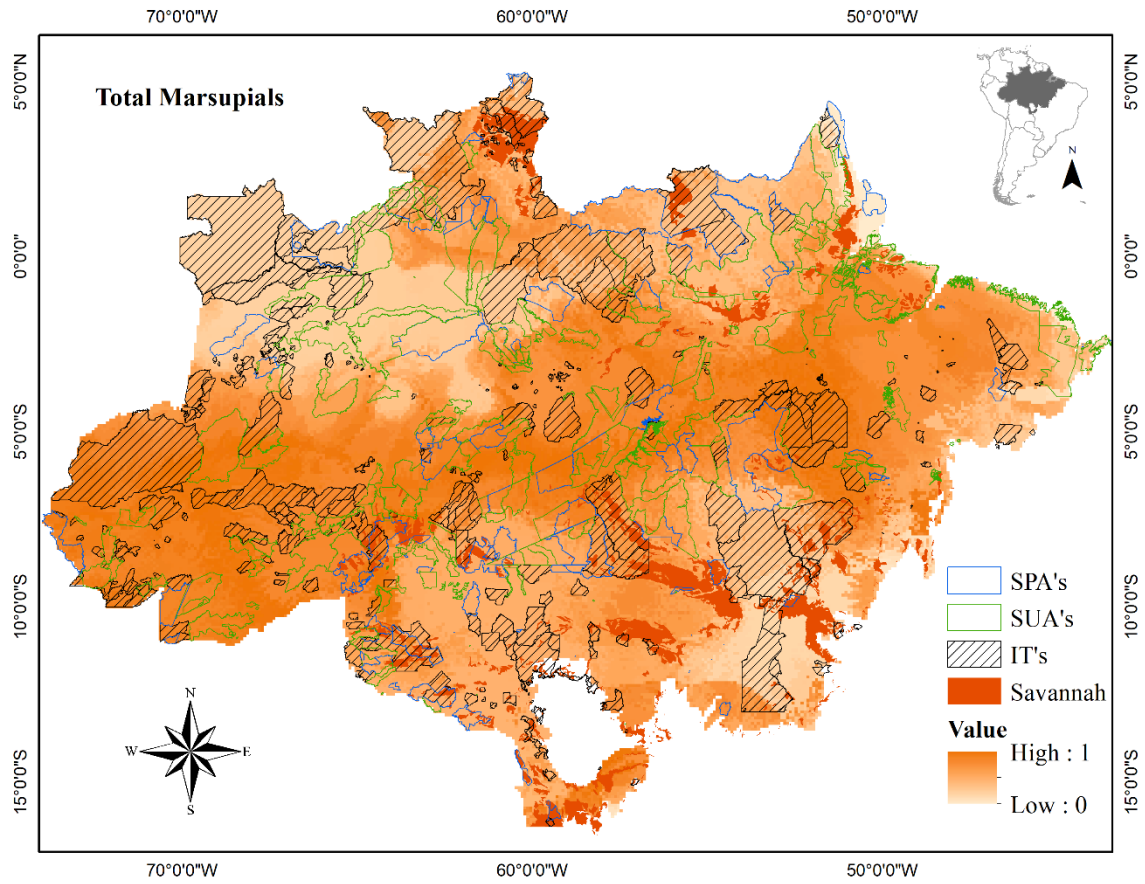 70°0'0"W 60°0'0"W 50°0'0"W
5°0'0"N 5°0'0"N
Total Marsupials
N
0°0'0" 0°0'0"
5°0'0"S 5°0'0"S
10°0'0"S 10°0'0"S
SPA's
SUA's
IT's
Savannah
Value
High : 1
Low : 0
N
W E
S
15°0'0"S 15°0'0"S
70°0'0"W 60°0'0"W 50°0'0"W